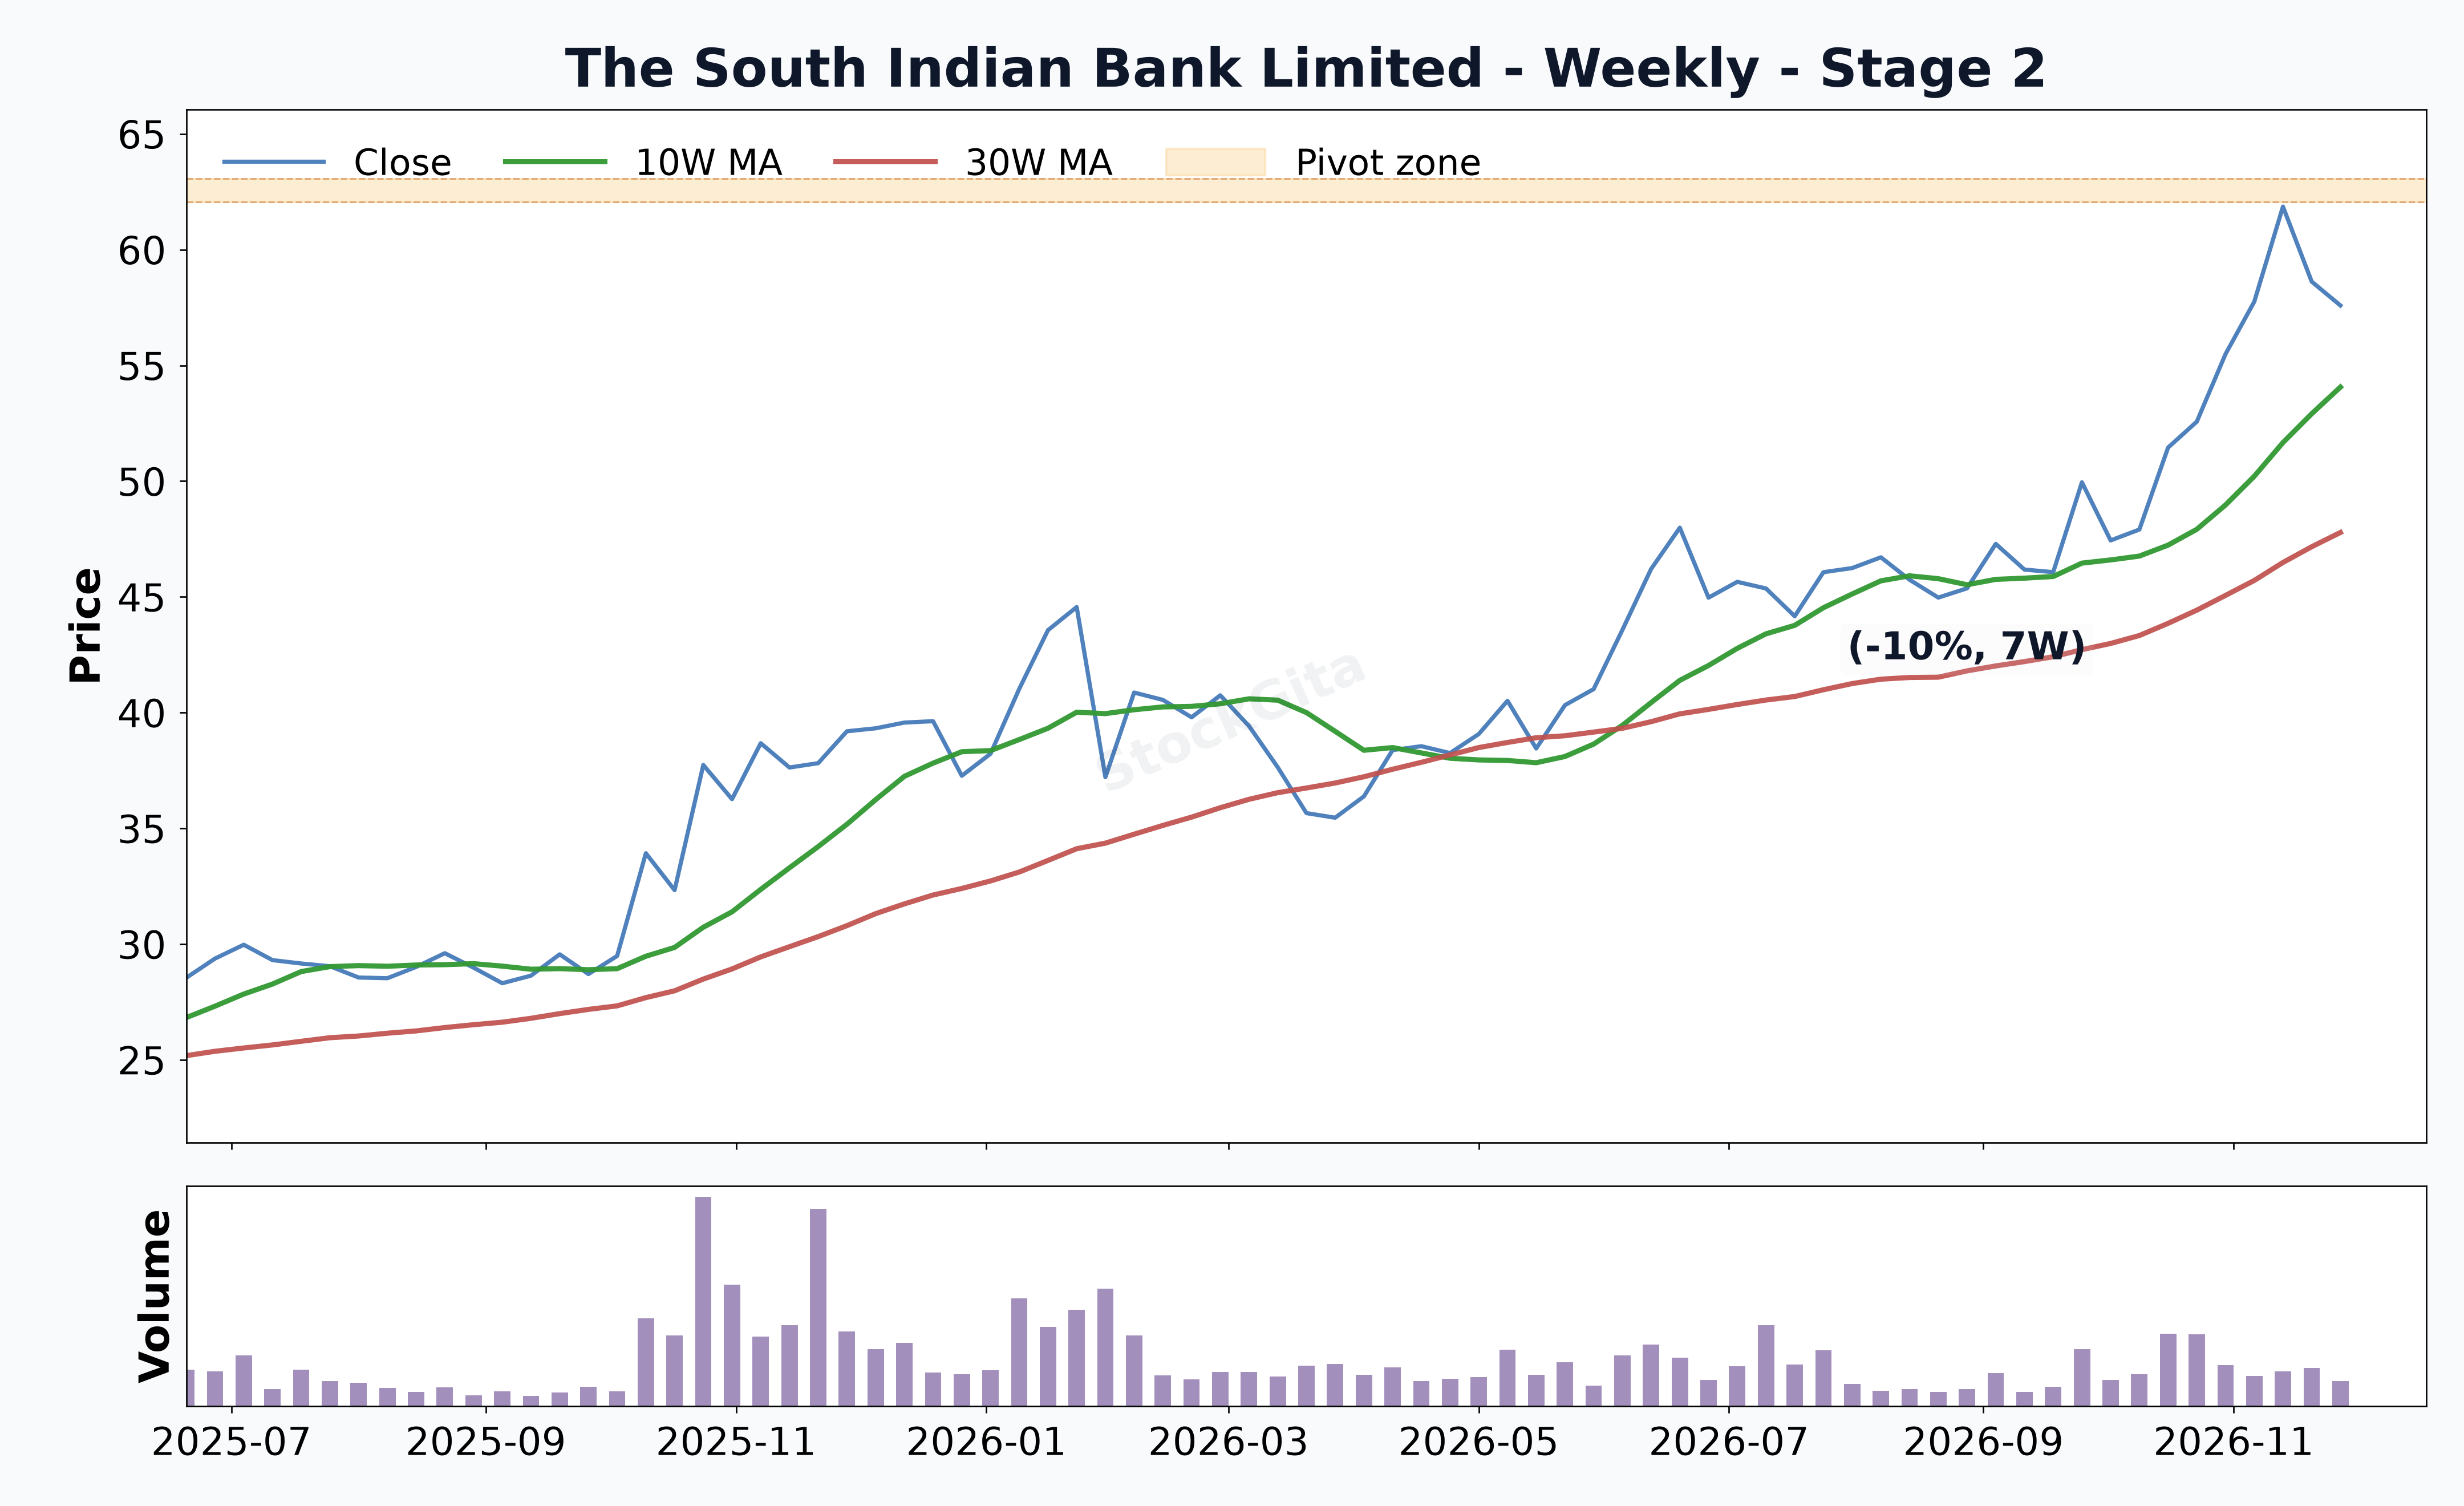 The South Indian Bank Limited - Weekly - Stage 2
Close 10W MA 30W MA Pivot zone
Price
65
60
55
50
45
40
35
30
25
(-10%, 7W)
StockGita
Volume
2025-07 2025-09 2025-11 2026-01 2026-03 2026-05 2026-07 2026-09 2026-11